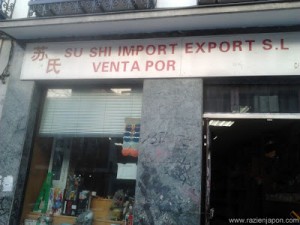 苏氏
SU SHI IMPORT EXPORT S.L
VENTA POR
www.razienjapon.com